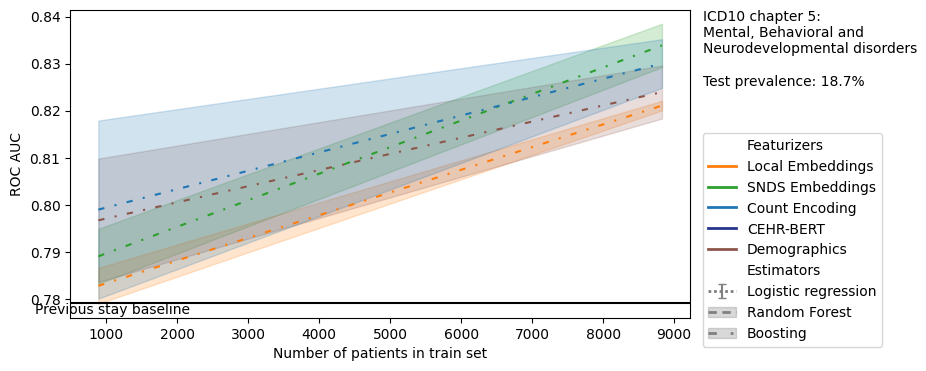 0.84
0.83
0.82
0.81
0.80
0.79
0.78
ROC AUC
Previous stay baseline
1000 2000 3000 4000 5000 6000 7000 8000 9000
Number of patients in train set
ICD10 chapter 5:
Mental, Behavioral and
Neurodevelopmental disorders
Test prevalence: 18.7%
Featurizers
Local Embeddings
SNDS Embeddings
Count Encoding
CEHR-BERT
Demographics
Estimators
Logistic regression
Random Forest
Boosting